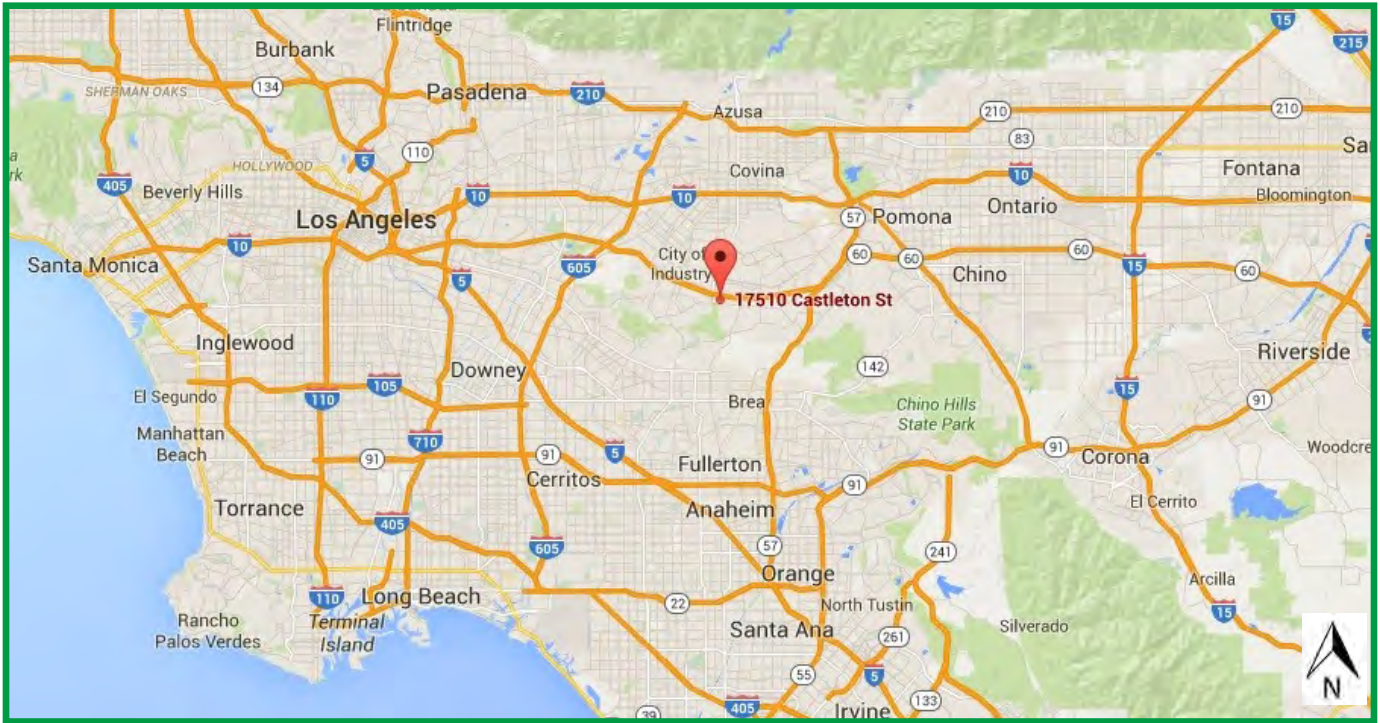 Flintridge
15
215
Burbank
134
SHERMAN OAKS
Pasadena
210
Azusa
210
210
83
110
5
HOLLYWOOD
405
Beverly Hills
10
Covina
10
10
Fontana
Bloomington
Los Angeles
57
Pomona
Ontario
10
Santa Monica
605
City of
Industry
60
60
60
60
15
Chino
5
17510 Castleton St
Inglewood
Downey
142
Riverside
105
110
El Segundo
15
91
Brea
Chino Hills
State Park
Manhattan
Beach
710
91
91
5
91
Corona
Woodcre
Cerritos
Fullerton
91
El Cerrito
Torrance
405
Anaheim
605
57
241
Orange
Arcilla
110
Long Beach
22
North Tustin
15
Rancho
Palos Verdes
Terminal
Island
Santa Ana
261
Silverado
55
5
133
405
39
Irvine
N